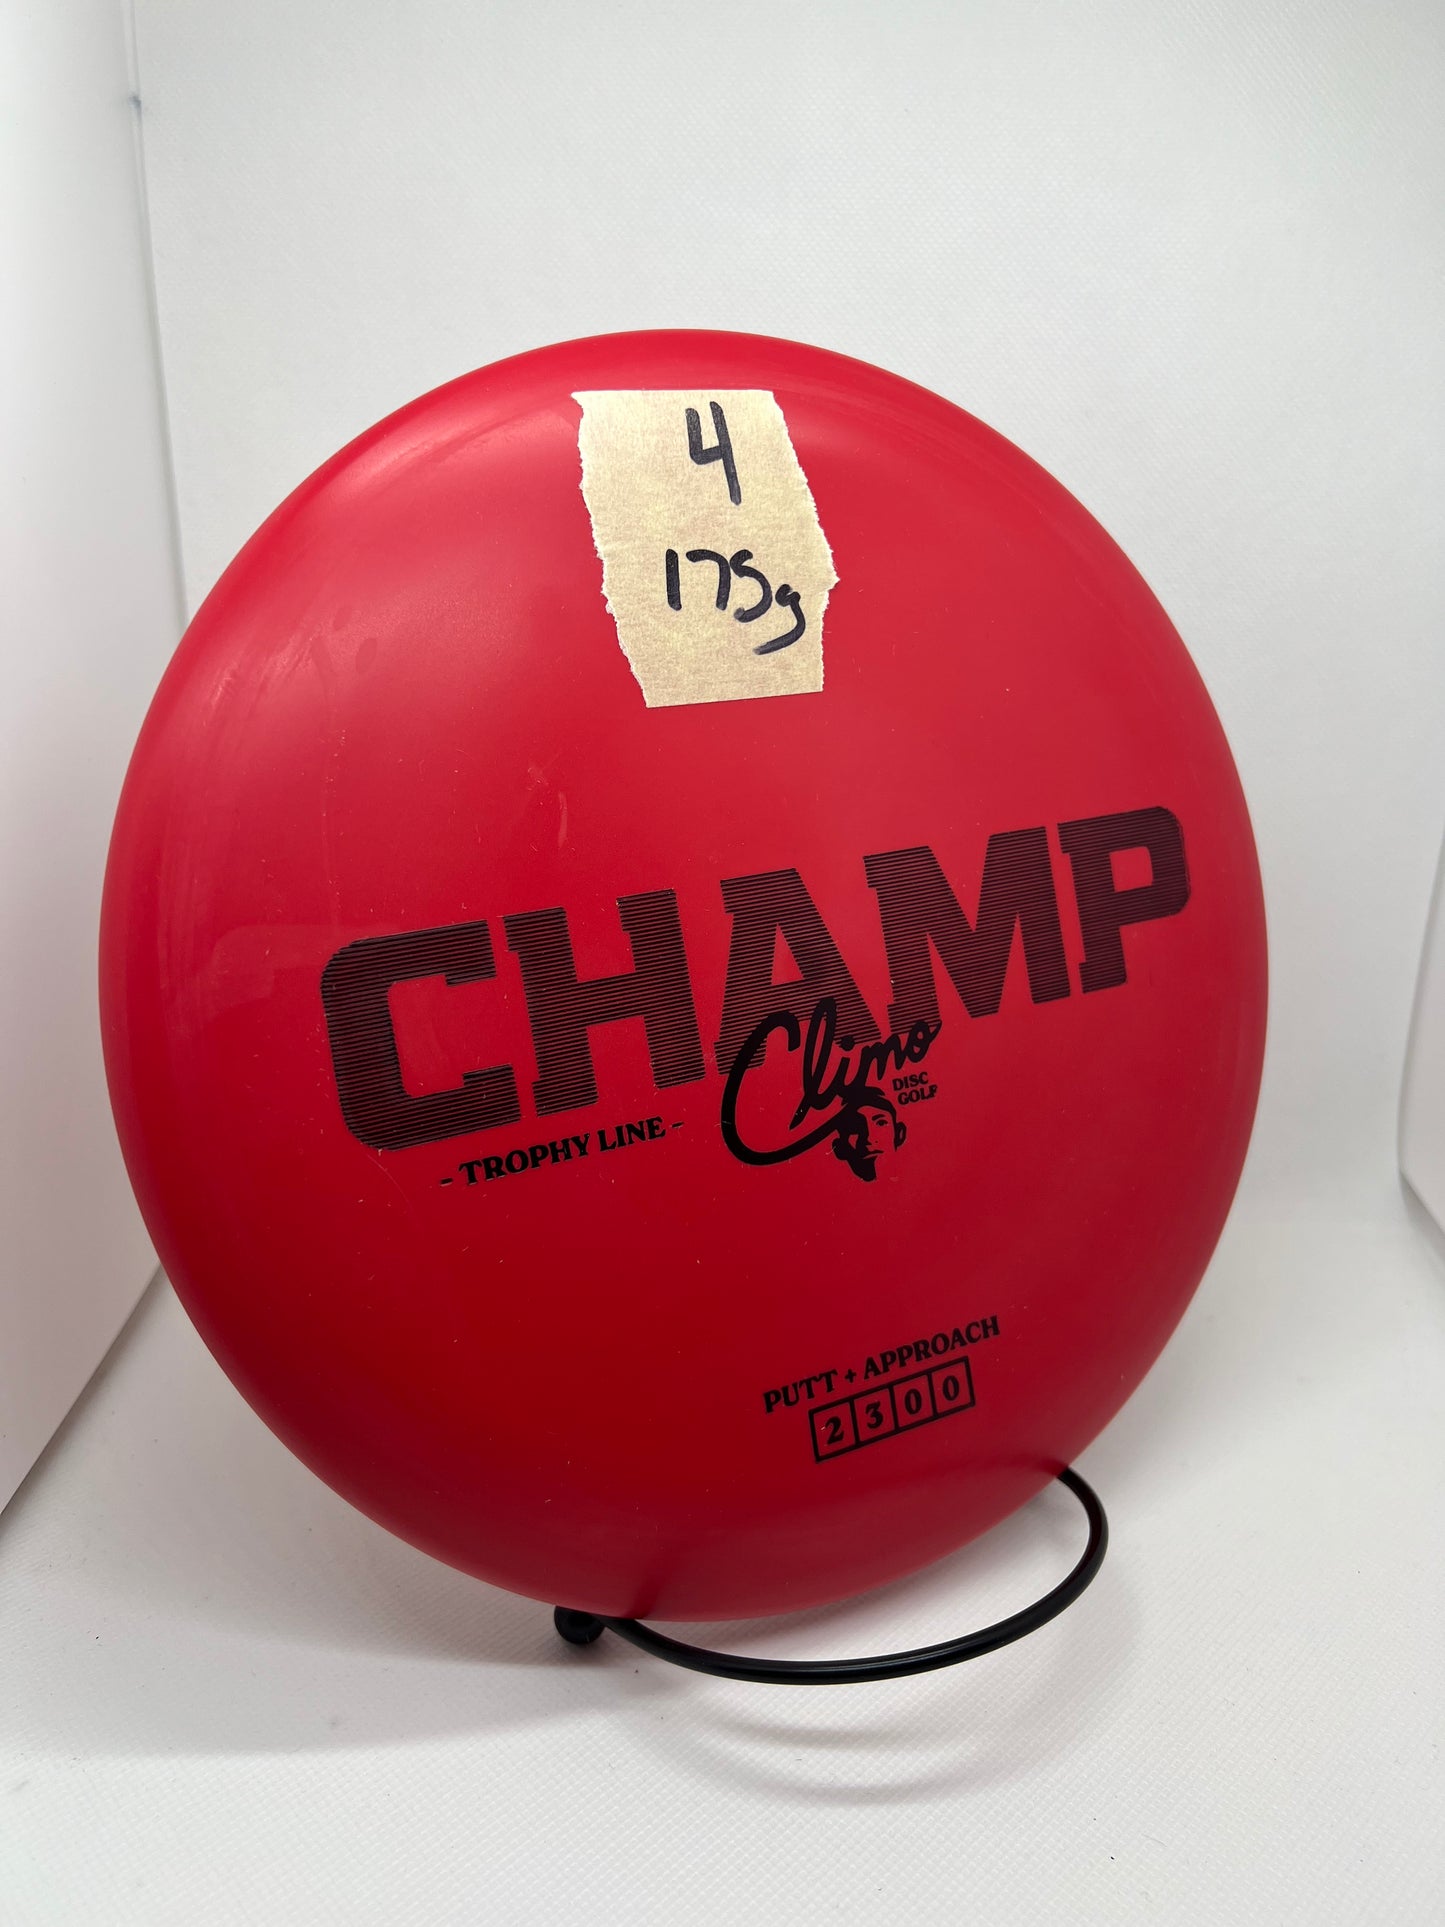 4
175g
CHAMP
Climo
DISC
GOLF
- TROPHY LINE -
PUTT + APPROACH
2 3 0 0